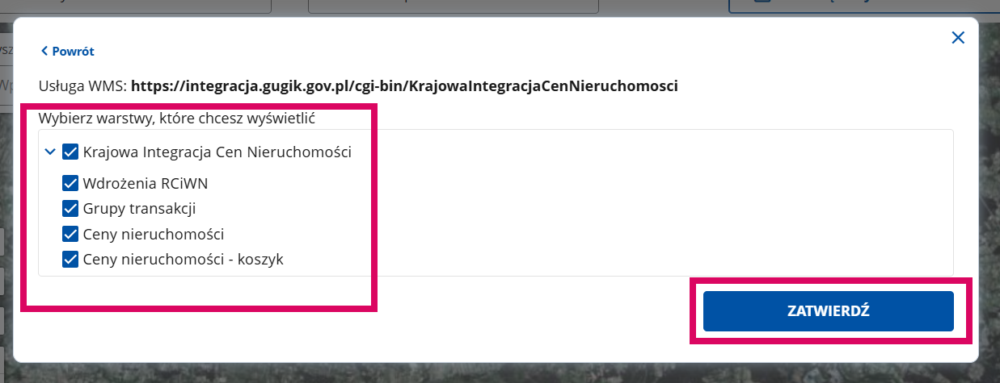 Powrót
Usługa WMS: https://integracja.gugik.gov.pl/cgi-bin/KrajowaIntegracjaCenNieruchomosci
Wybierz warstwy, które chcesz wyświetlić
Krajowa Integracja Cen Nieruchomości
Wdrożenia RCiWN
Grupy transakcji
Ceny nieruchomości
Ceny nieruchomości - koszyk
ZATWIERDŹ